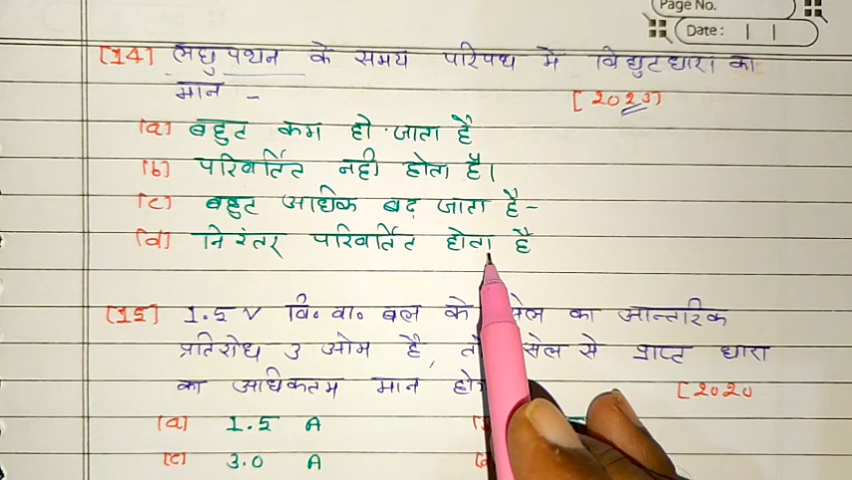 Page No.
Date: | |
[14] लघुपथन के समय परिपथ में विद्युतधारा का
मान - [2023]
(a) बहुत कम हो जाता है
(b) परिवर्तित नही होता है।
(c) बहुत अधिक बढ़ जाता है-
(d) निरंतर परिवर्तित होता है
[15] 1.5 V वि० वा० बल के का आन्तरिक
प्रतिरोध 3 ओम है, सेल से प्राप्त धारा
का अधिकतम मान [2020
(a) 1.5 A
(c) 3.0 A